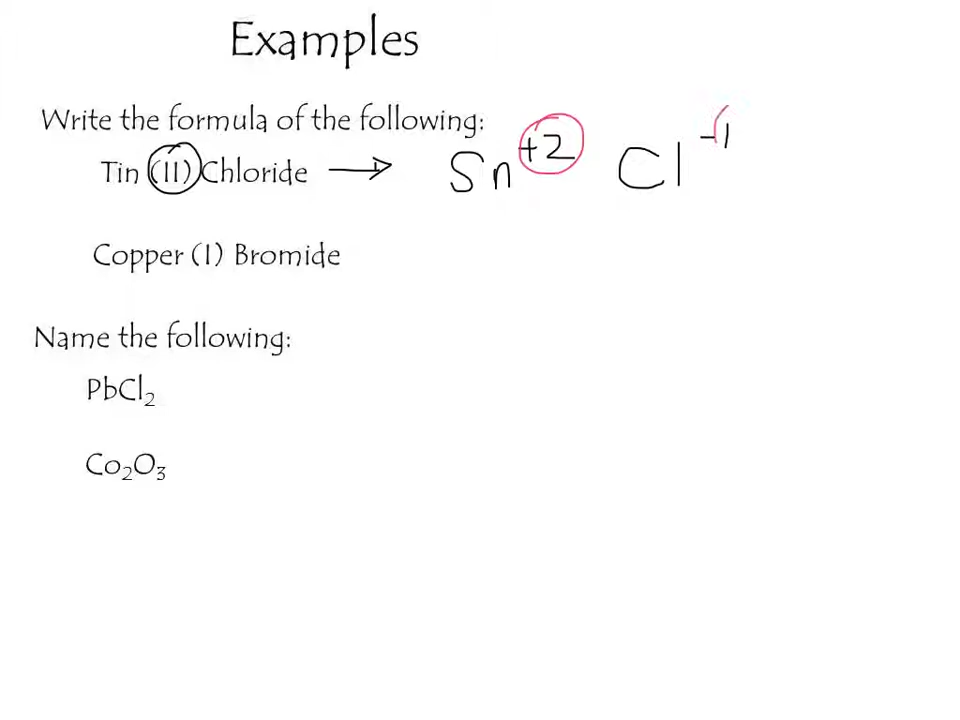 Examples
Write the formula of the following:
Tin (II) Chloride → Sn+2 Cl-1
Copper (I) Bromide
Name the following:
PbCl2
Co2O3